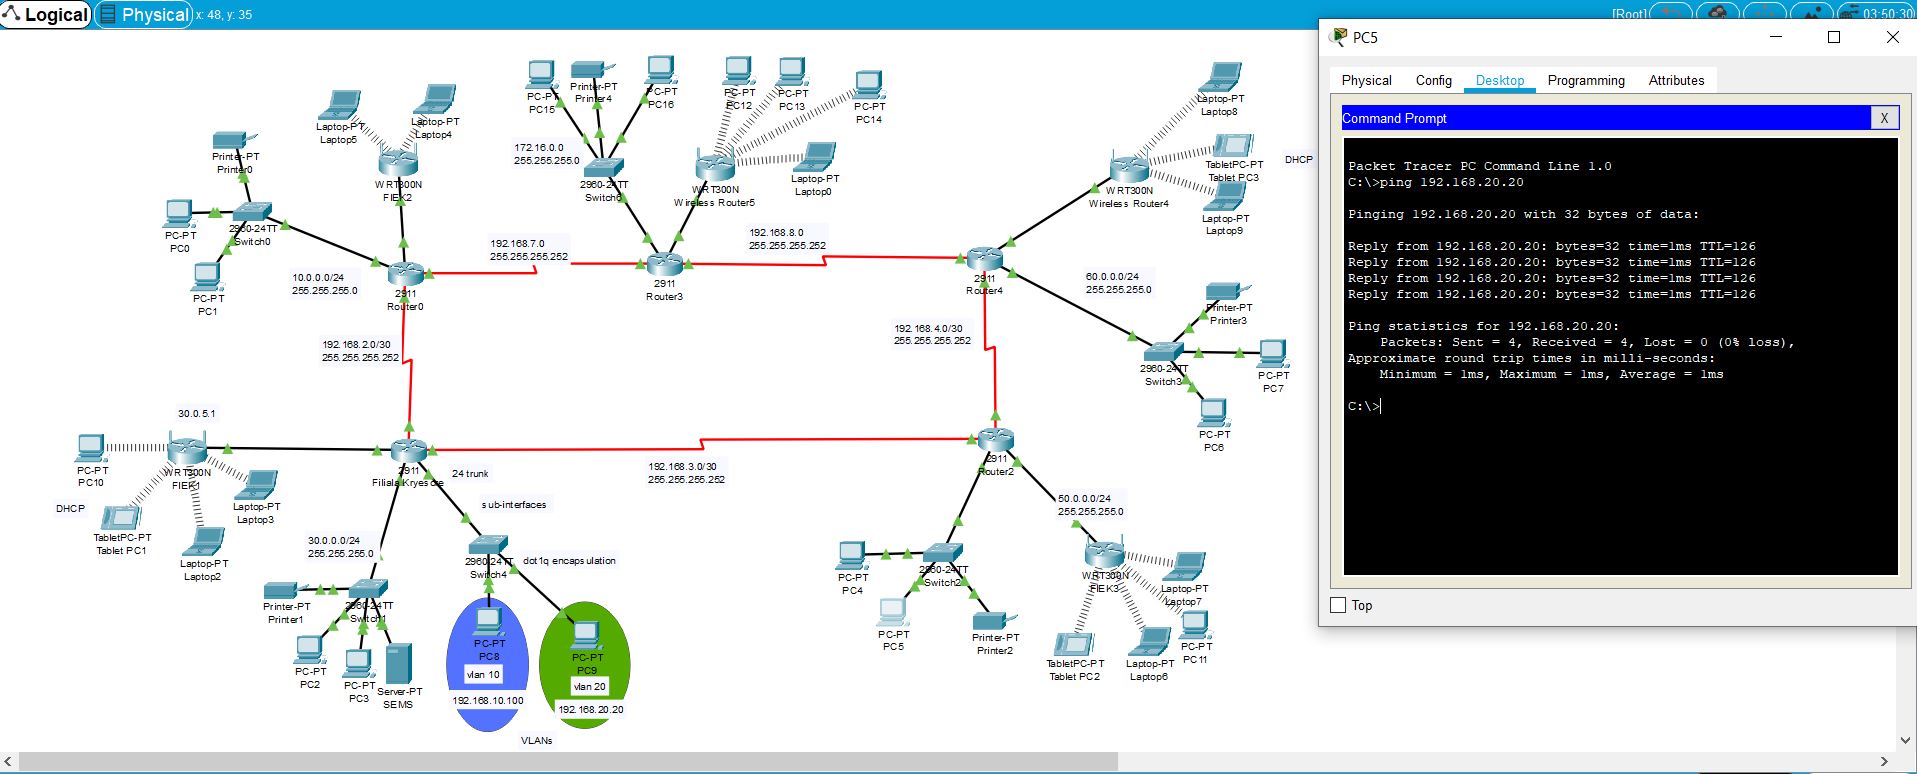 Logical
Physical
x: 48, y: 35
[Root]
03:50:30
PC-PT
PC15
Printer-PT
Printer4
PC-PT
PC16
PC-PT
PC12
PC-PT
PC13
PC-PT
PC14
Laptop-PT
Laptop5
Laptop-PT
Laptop4
Laptop-PT
Laptop8
172.16.0.0
255.255.255.0
Printer-PT
Printer0
WRT300N
FIEK2
2960-24TT
Switch6
WRT300N
Wireless Router5
Laptop-PT
Laptop0
WRT300N
Wireless Router4
TabletPC-PT
Tablet PC3
DHCP
Laptop-PT
Laptop9
PC-PT
PC0
2960-24TT
Switch0
192.168.7.0
255.255.255.252
192.168.8.0
255.255.255.252
PC-PT
PC1
10.0.0.0/24
255.255.255.0
2911
Router0
2911
Router3
2911
Router4
60.0.0.0/24
255.255.255.0
Printer-PT
Printer3
192.168.2.0/30
255.255.255.252
192.168.4.0/30
255.255.255.252
2960-24TT
Switch3
PC-PT
PC7
PC-PT
PC6
30.0.5.1
PC-PT
PC10
WRT300N
FIEK1
2911
Filiala Kryesore
24 trunk
192.168.3.0/30
255.255.255.252
2911
Router2
DHCP
TabletPC-PT
Tablet PC1
Laptop-PT
Laptop3
Laptop-PT
Laptop2
sub-interfaces
50.0.0.0/24
255.255.255.0
30.0.0.0/24
255.255.255.0
2960-24TT
Switch4
dot1q encapsulation
PC-PT
PC4
2960-24TT
Switch2
WRT300N
FIEK3
Laptop-PT
Laptop7
Printer-PT
Printer1
2960-24TT
Switch1
PC-PT
PC2
PC-PT
PC3
Server-PT
SEMS
PC-PT
PC8
vlan 10
192.168.10.100
PC-PT
PC9
vlan 20
192.168.20.20
VLANs
PC-PT
PC5
Printer-PT
Printer2
TabletPC-PT
Tablet PC2
Laptop-PT
Laptop6
PC-PT
PC11
PC5
Physical
Config
Desktop
Programming
Attributes
Command Prompt
X
Packet Tracer PC Command Line 1.0
C:\>ping 192.168.20.20
Pinging 192.168.20.20 with 32 bytes of data:
Reply from 192.168.20.20: bytes=32 time=1ms TTL=126
Reply from 192.168.20.20: bytes=32 time=1ms TTL=126
Reply from 192.168.20.20: bytes=32 time=1ms TTL=126
Reply from 192.168.20.20: bytes=32 time=1ms TTL=126
Ping statistics for 192.168.20.20:
Packets: Sent = 4, Received = 4, Lost = 0 (0% loss),
Approximate round trip times in milli-seconds:
Minimum = 1ms, Maximum = 1ms, Average = 1ms
C:\>
Top